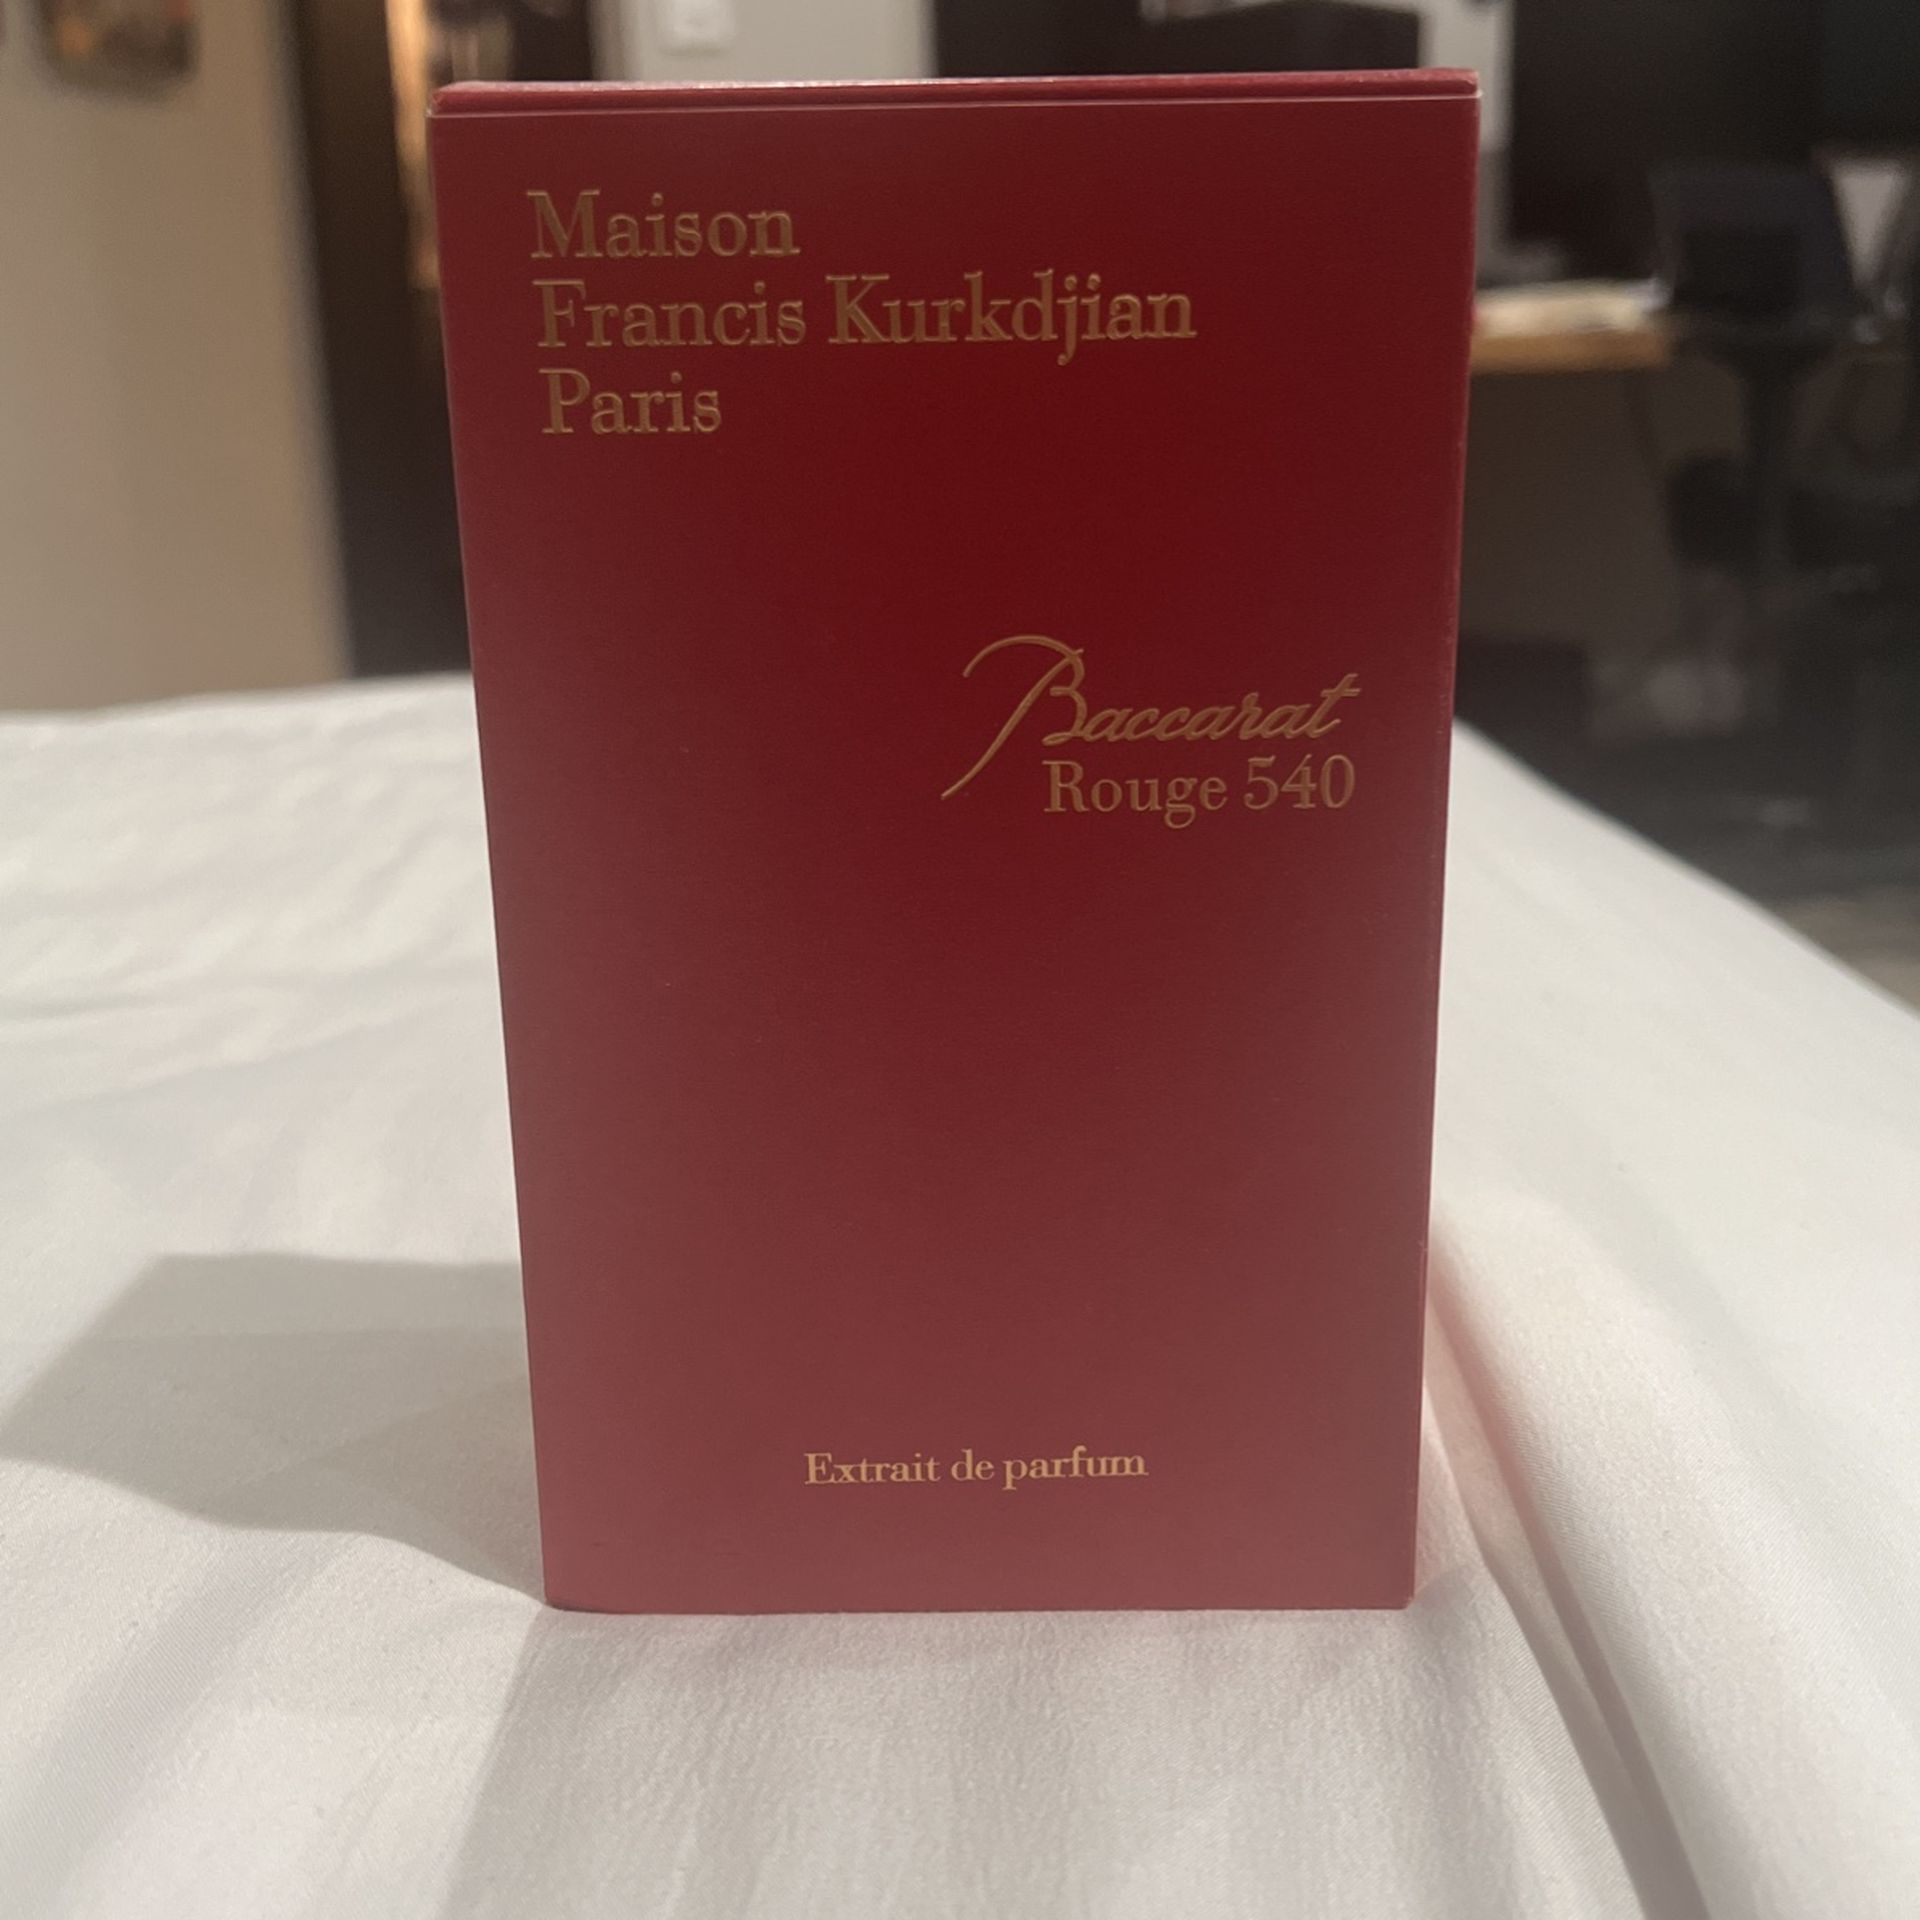 Maison
Francis Kurkdjian
Paris
Baccarat
Rouge 540
Extrait de parfum